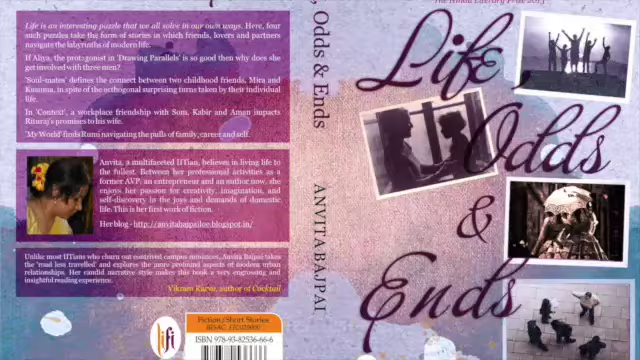 Life is an interesting puzzle that we all solve in our own ways. Here, four
such puzzles take the form of stories in which friends, lovers and partners
navigate the labyrinths of modern life.
If Aliya, the protagonist in 'Drawing Parallels' is so good then why does she
get involved with three men?
'Soul-mates' defines the connect between two childhood friends, Mira and
Kusuma, in spite of the orthogonal surprising turns taken by their individual
life.
In 'Context', a workplace friendship with Som, Kabir and Aman impacts
Rituraj's promises to his wife.
'My World' finds Rumi navigating the pulls of family, career and self.
Anvita, a multifaceted IITian, believes in living life to
the fullest. Between her professional activities as a
former AVP, an entrepreneur and an author now, she
enjoys her passion for creativity, imagination, and
self-discovery in the joys and demands of domestic
life. This is her first work of fiction.
Her blog - http://anvitabajpailoe.blogspot.in/
Unlike most IITians who churn out contrived campus romances, Anvita Bajpai takes
the 'road less travelled' and explores the more profound aspects of modern urban
relationships. Her candid narrative style makes this book a very engrossing and
insightful reading experience.
Vikram Karve, author of Cocktail
lifi
Fiction/Short Stories
BISAC: FIC029000
ISBN 978-93-82536-66-6
, Odds & Ends
ANVITA BAJPAI
Life,
Odds
&
Ends